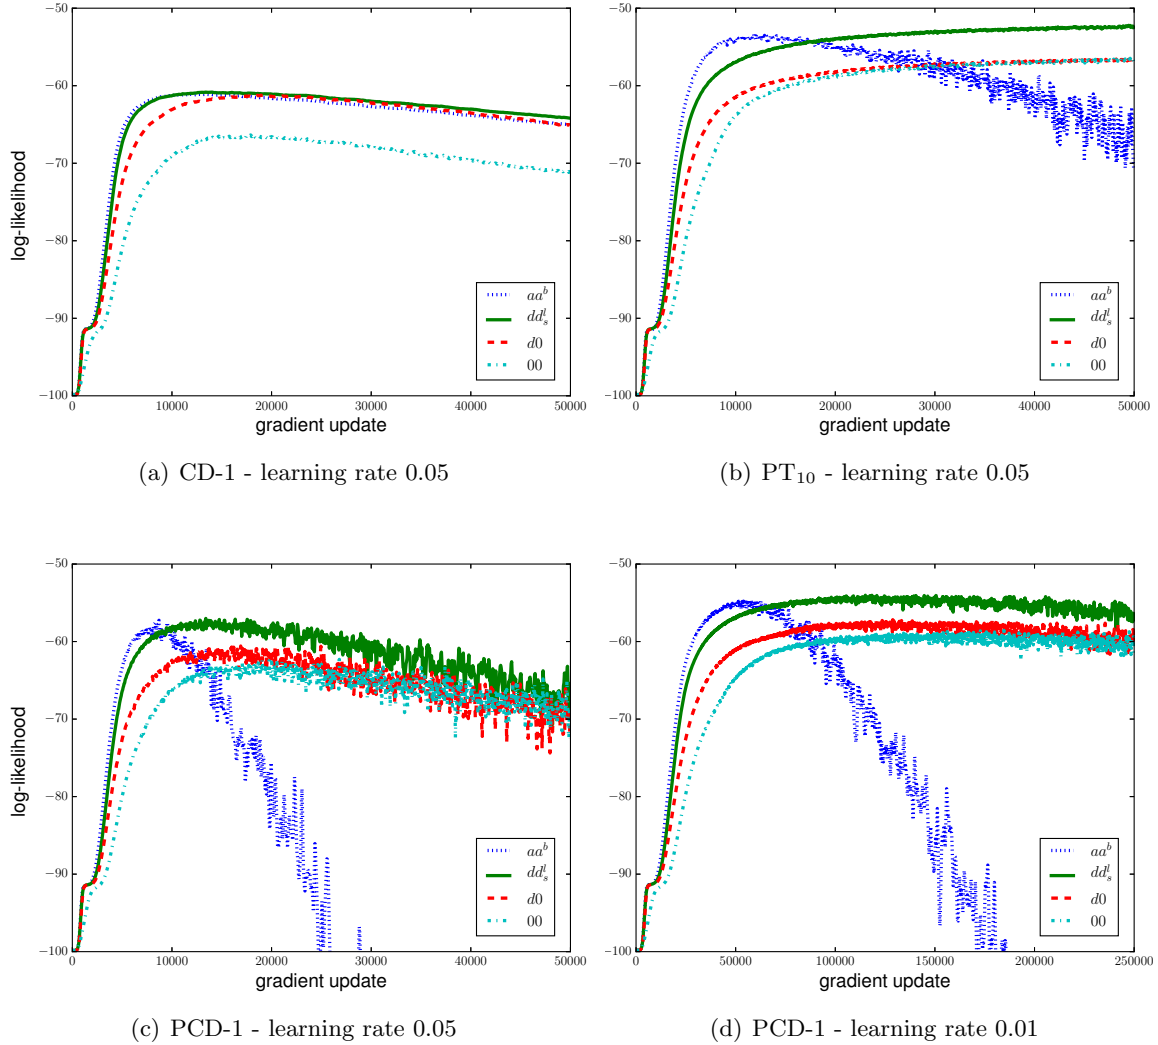 −50
−60
−70
−80
−90
−100
log-likelihood
0 10000 20000 30000 40000 50000
gradient update
aa^b
dd^l_s
d0
00
(a) CD-1 - learning rate 0.05
−50
−60
−70
−80
−90
−100
0 10000 20000 30000 40000 50000
gradient update
aa^b
dd^l_s
d0
00
(b) PT₁₀ - learning rate 0.05
−50
−60
−70
−80
−90
−100
log-likelihood
0 10000 20000 30000 40000 50000
gradient update
aa^b
dd^l_s
d0
00
(c) PCD-1 - learning rate 0.05
−50
−60
−70
−80
−90
−100
0 50000 100000 150000 200000 250000
gradient update
aa^b
dd^l_s
d0
00
(d) PCD-1 - learning rate 0.01